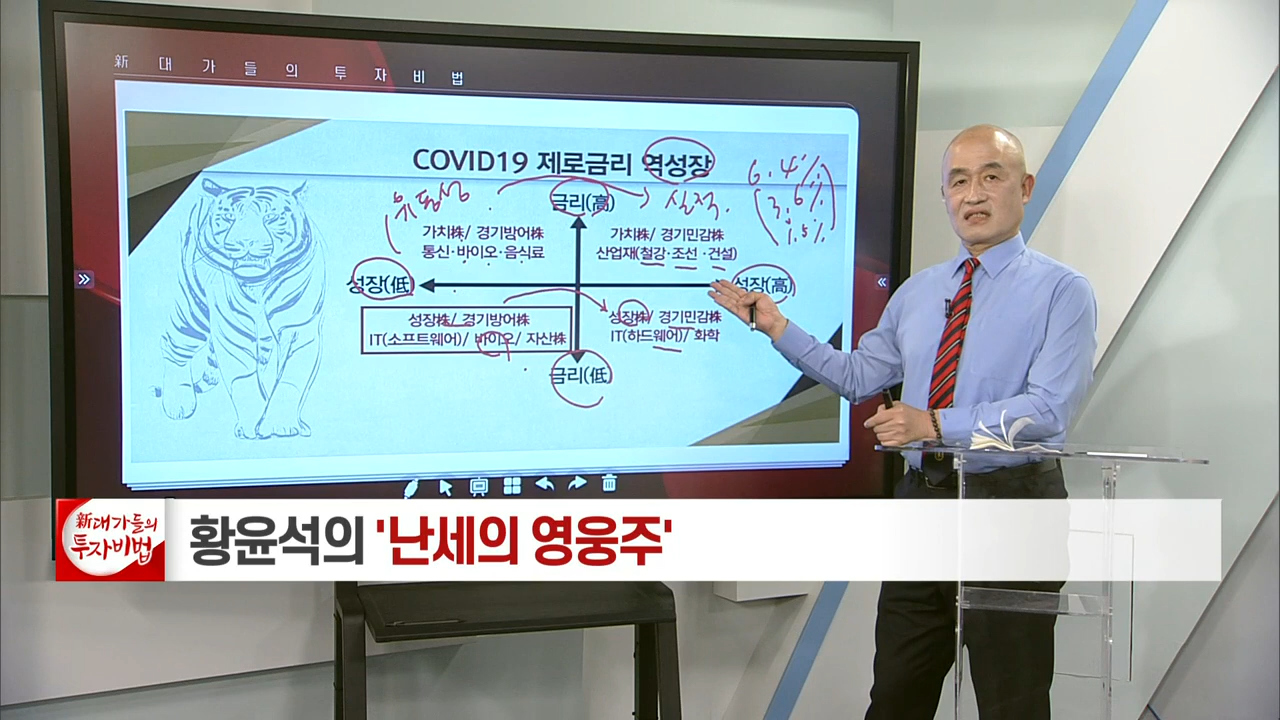 新 대 가 들 의 투 자 비 법
COVID19 제로금리 역성장
6.4%
3.6%
1.5%
유동성
실적.
금리(高)
가치株/ 경기방어株
통신·바이오·음식료
가치株/ 경기민감株
산업재(철강·조선·건설)
성장(低)
성장(高)
성장株/ 경기방어株
IT(소프트웨어)/ 바이오/ 자산株
성장株/ 경기민감株
IT(하드웨어)/ 화학
금리(低)
新대가들의
투자비법
황윤석의 '난세의 영웅주'